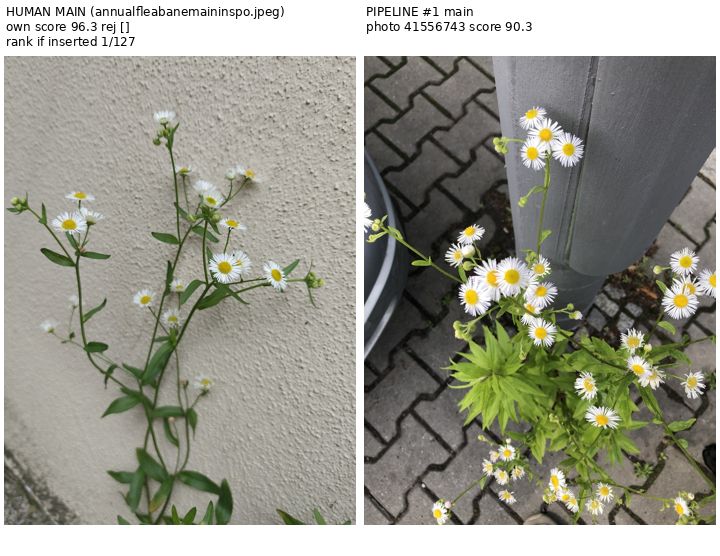 HUMAN MAIN (annualfleabanemaininspo.jpeg)
own score 96.3 rej []
rank if inserted 1/127
PIPELINE #1 main
photo 41556743 score 90.3